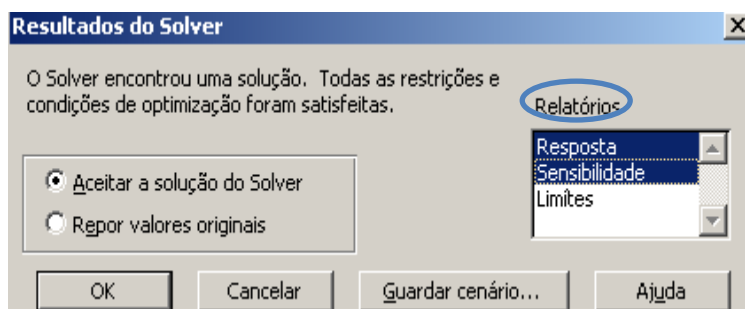 Resultados do Solver
O Solver encontrou uma solução. Todas as restrições e
condições de optimização foram satisfeitas.
Relatórios
Resposta
Sensibilidade
Limites
Aceitar a solução do Solver
Repor valores originais
OK
Cancelar
Guardar cenário...
Ajuda